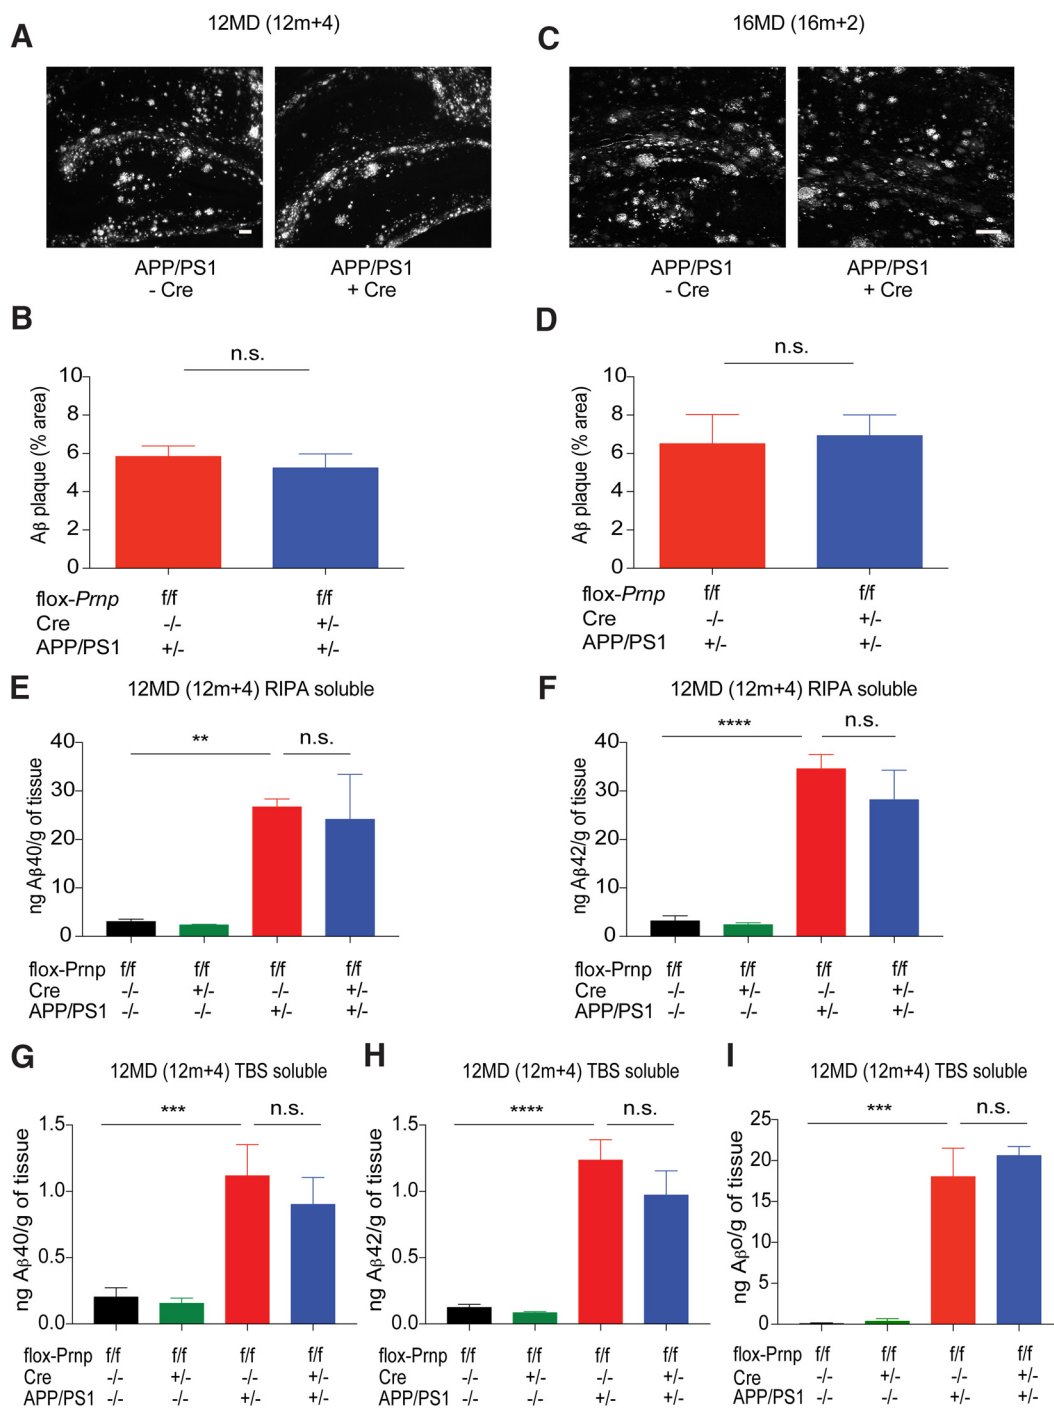 A
12MD (12m+4)
C
16MD (16m+2)
APP/PS1
- Cre
APP/PS1
+ Cre
APP/PS1
- Cre
APP/PS1
+ Cre
B
n.s.
Aβ plaque (% area)
10
8
6
4
2
0
flox-Prnp f/f f/f
Cre -/- +/-
APP/PS1 +/- +/-
D
n.s.
Aβ plaque (% area)
10
8
6
4
2
0
flox-Prnp f/f f/f
Cre -/- +/-
APP/PS1 +/- +/-
E
12MD (12m+4) RIPA soluble
** n.s.
ng Aβ40/g of tissue
40
30
20
10
0
flox-Prnp f/f f/f f/f f/f
Cre -/- +/- -/- +/-
APP/PS1 -/- -/- +/- +/-
F
12MD (12m+4) RIPA soluble
**** n.s.
ng Aβ42/g of tissue
40
30
20
10
0
flox-Prnp f/f f/f f/f f/f
Cre -/- +/- -/- +/-
APP/PS1 -/- -/- +/- +/-
G
12MD (12m+4) TBS soluble
*** n.s.
ng Aβ40/g of tissue
1.5
1.0
0.5
0.0
flox-Prnp f/f f/f f/f f/f
Cre -/- +/- -/- +/-
APP/PS1 -/- -/- +/- +/-
H
12MD (12m+4) TBS soluble
**** n.s.
ng Aβ42/g of tissue
1.5
1.0
0.5
0.0
flox-Prnp f/f f/f f/f f/f
Cre -/- +/- -/- +/-
APP/PS1 -/- -/- +/- +/-
I
12MD (12m+4) TBS soluble
*** n.s.
ng Aβo/g of tissue
25
20
15
10
5
0
flox-Prnp f/f f/f f/f f/f
Cre -/- +/- -/- +/-
APP/PS1 -/- -/- +/- +/-